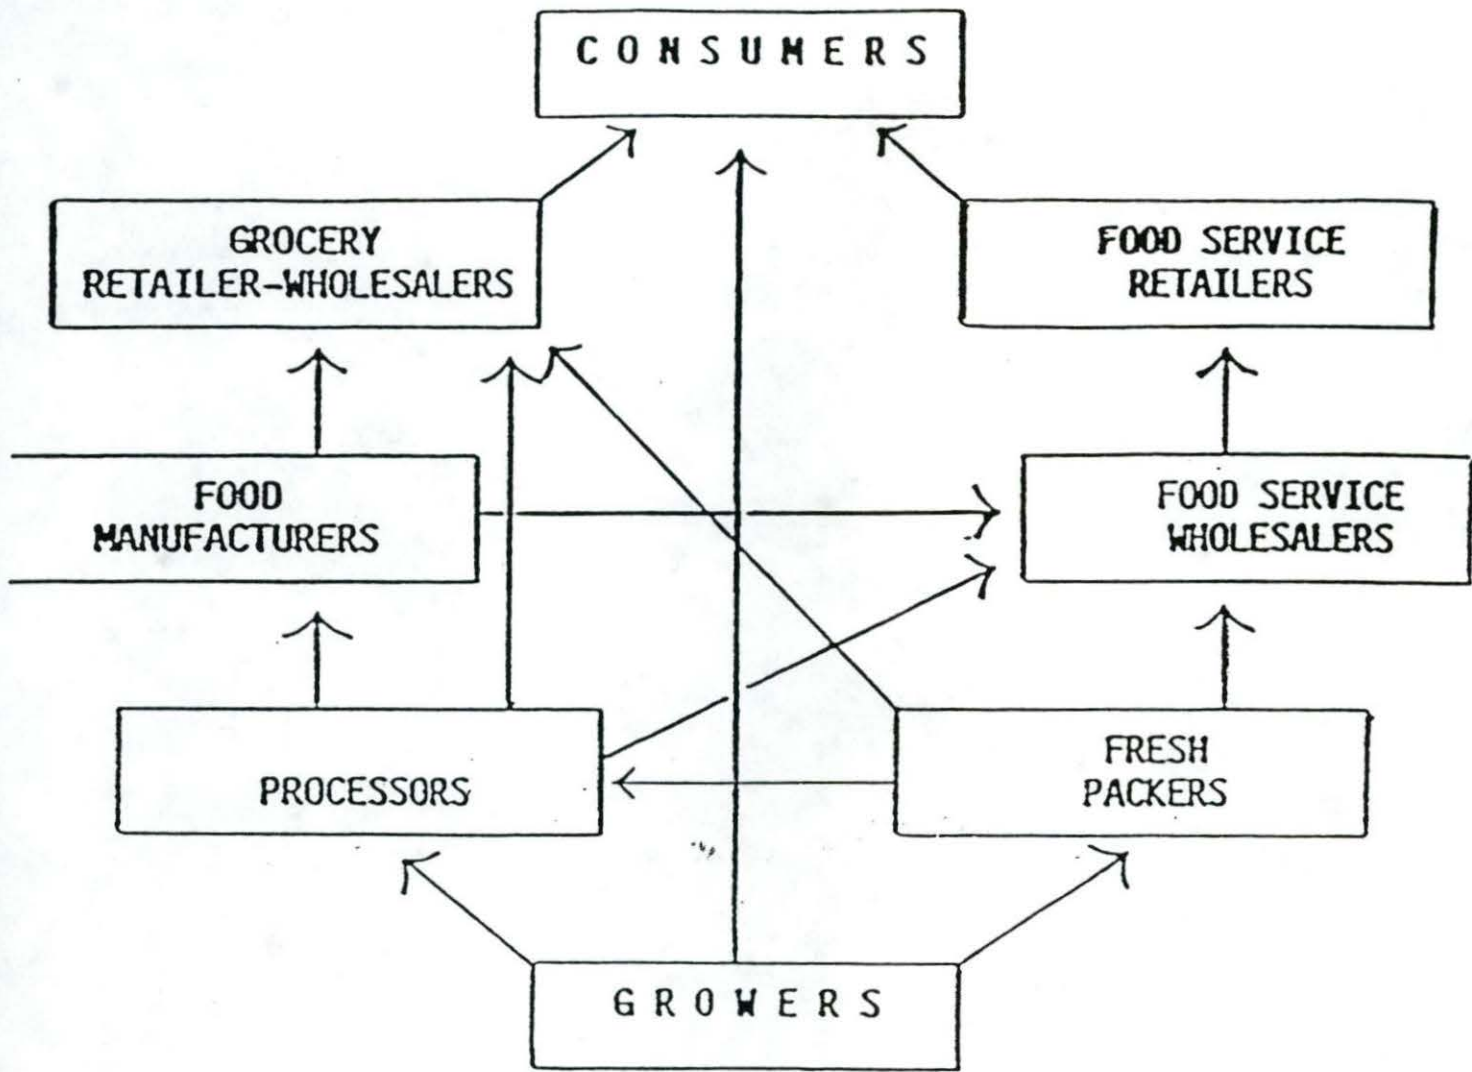 CONSUMERS
GROCERY
RETAILER-WHOLESALERS
FOOD SERVICE
RETAILERS
FOOD
MANUFACTURERS
FOOD SERVICE
WHOLESALERS
PROCESSORS
FRESH
PACKERS
GROWERS